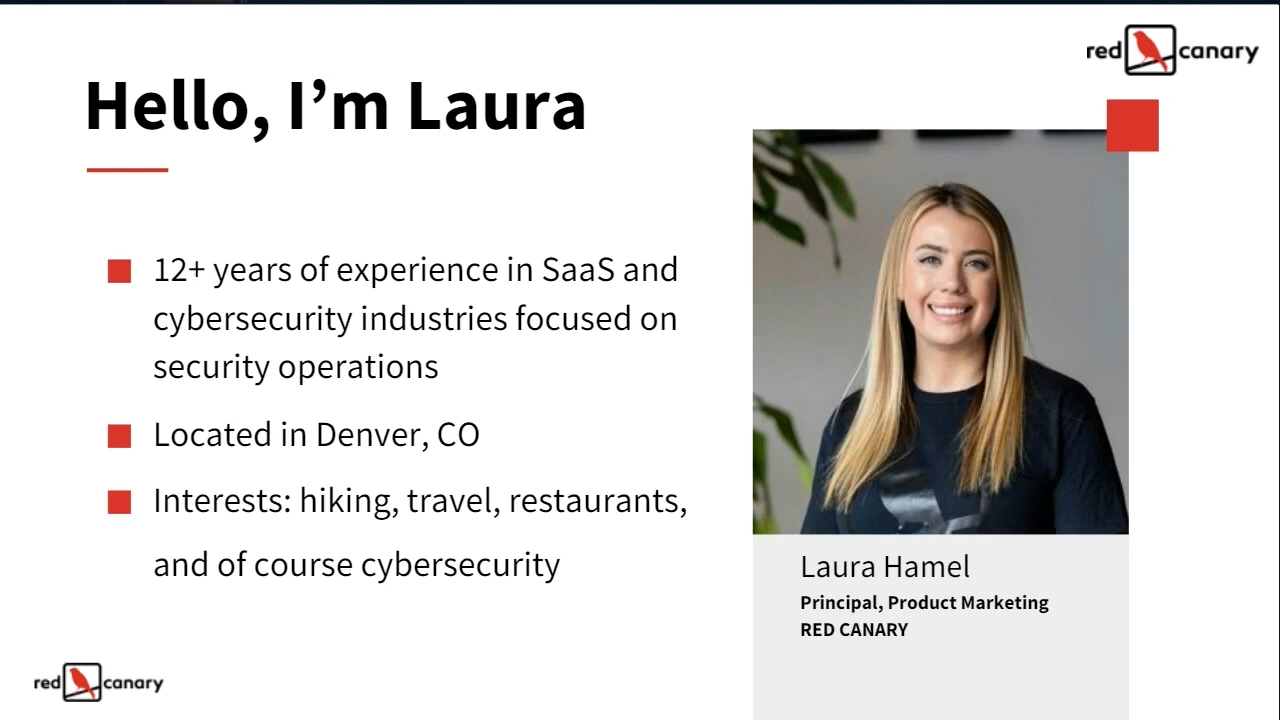 red canary
Hello, I’m Laura
12+ years of experience in SaaS and
cybersecurity industries focused on
security operations
Located in Denver, CO
Interests: hiking, travel, restaurants,
and of course cybersecurity
Laura Hamel
Principal, Product Marketing
RED CANARY
red canary